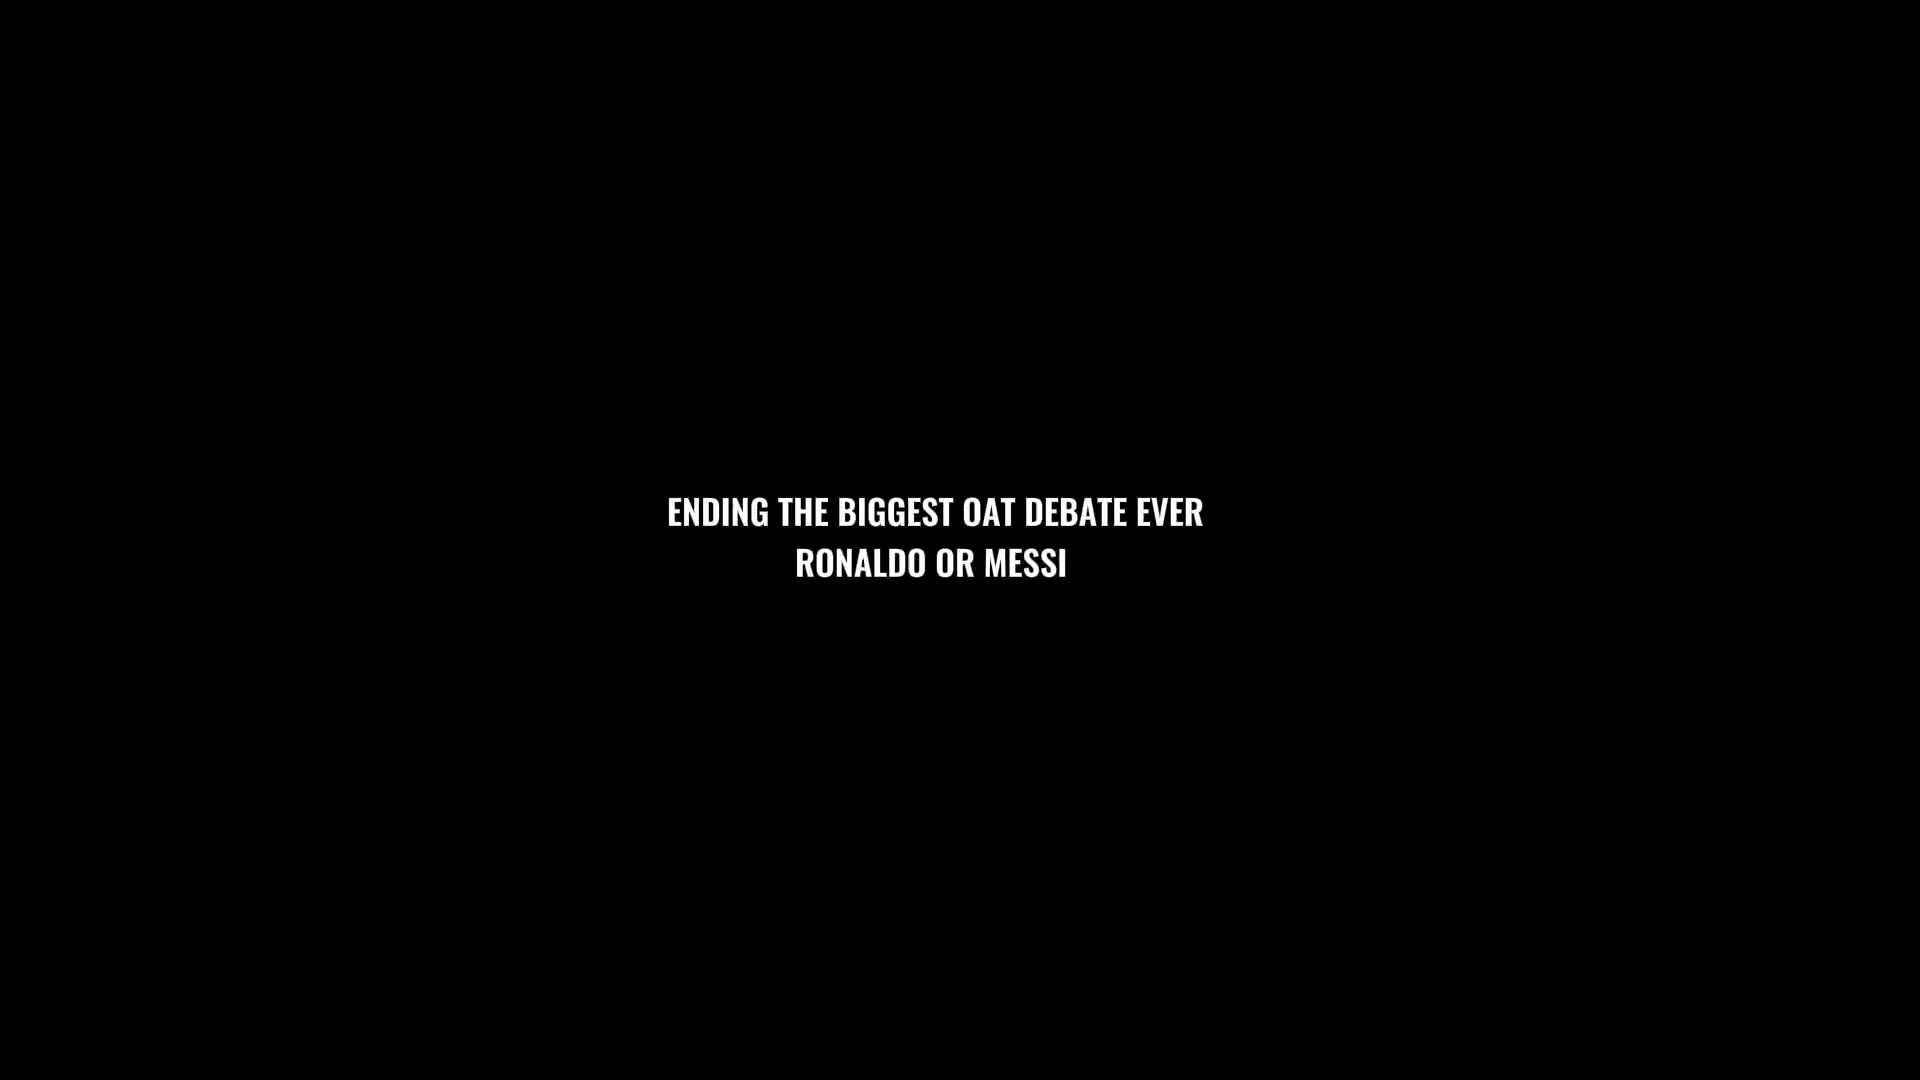 ENDING THE BIGGEST OAT DEBATE EVER
RONALDO OR MESSI